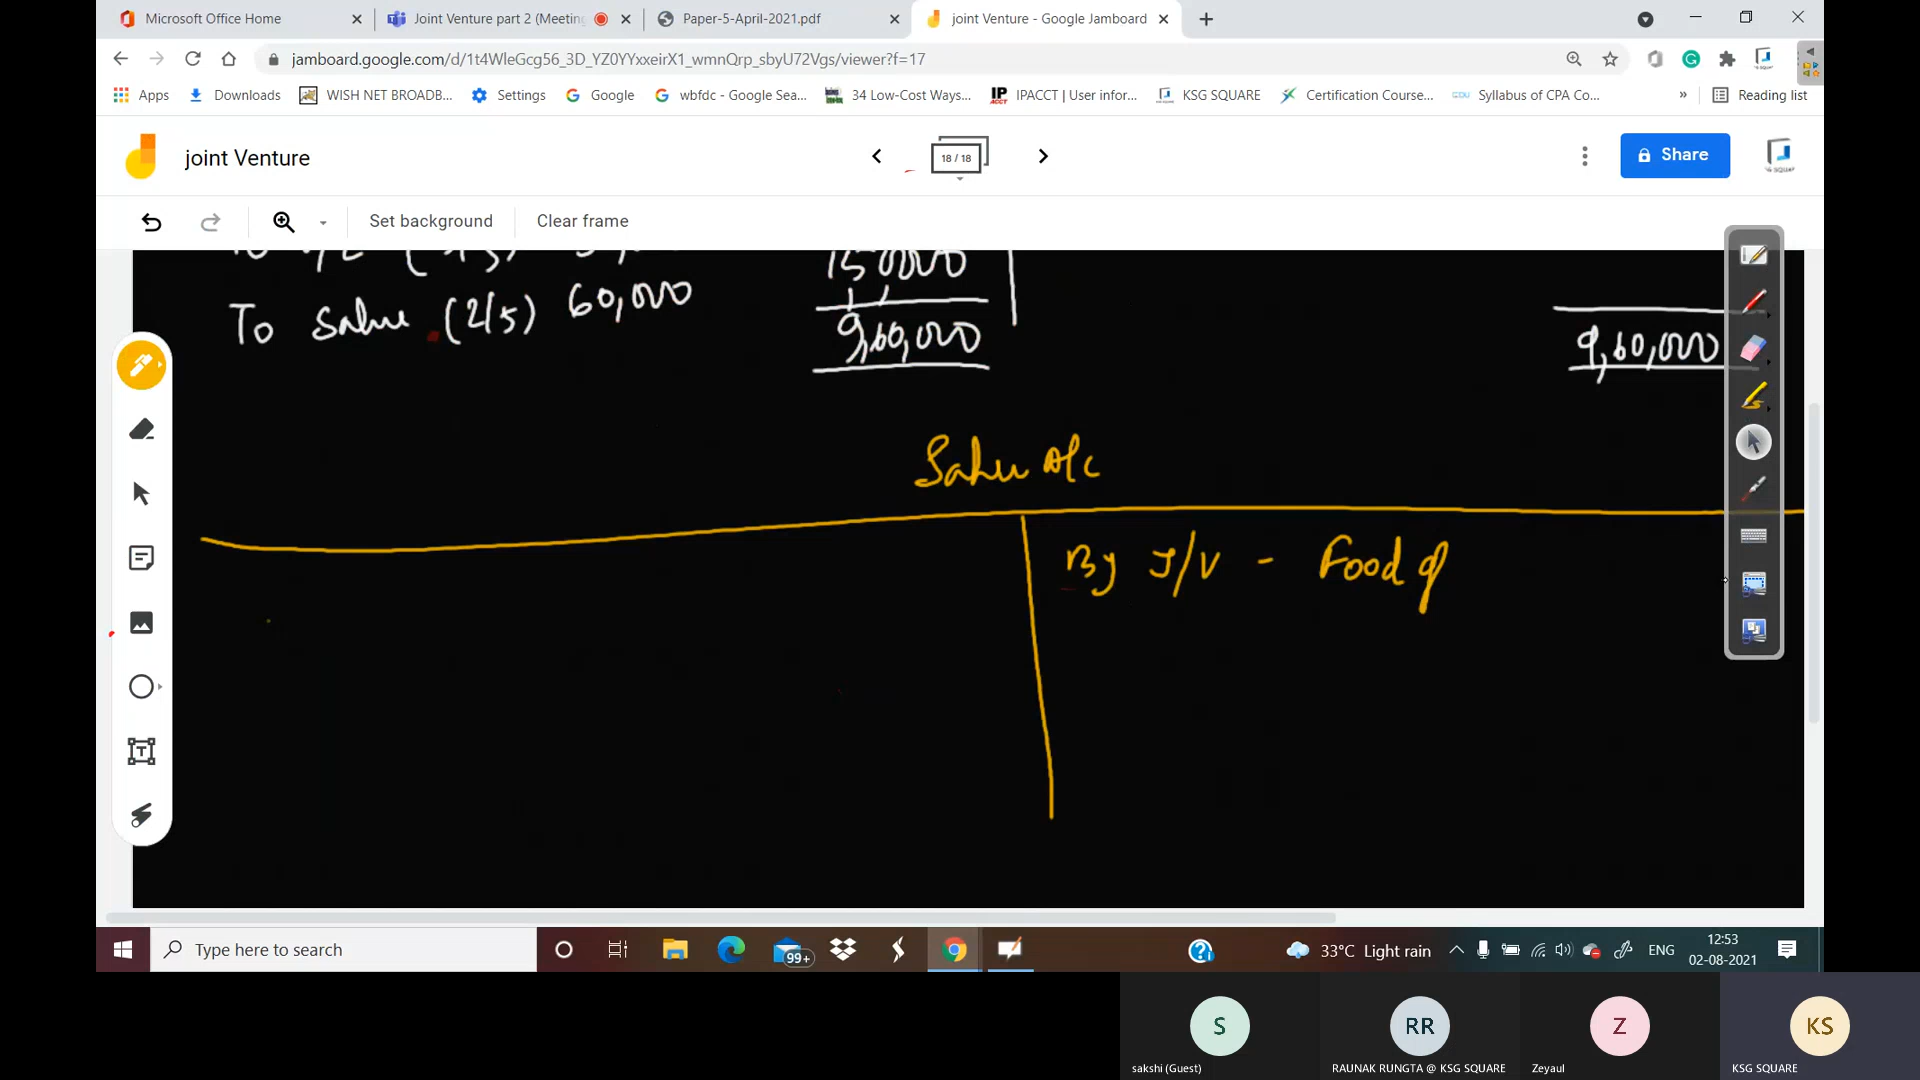 Microsoft Office Home
Joint Venture part 2 (Meetin
Paper-5-April-2021.pdf
joint Venture - Google Jamboard
jamboard.google.com/d/1t4WleGcg56_3D_YZ0YYxxeirX1_wmnQrp_sbyU72Vgs/viewer?f=17
Apps
Downloads
WISH NET BROADB...
Settings
Google
wbfdc - Google Sea...
34 Low-Cost Ways...
IPACCT | User infor...
KSG SQUARE
Certification Course...
Syllabus of CPA Co...
»
Reading list
joint Venture
18 / 18
Share
Set background
Clear frame
15,0000
To Sahu (2/5) 60,000
9,60,000
9,60,000
Sahu A/c
By J/V - Food
Type here to search
99+
33°C Light rain
ENG
12:53
02-08-2021
S
RR
Z
KS
sakshi (Guest)
RAUNAK RUNGTA @ KSG SQUARE
Zeyaul
KSG SQUARE